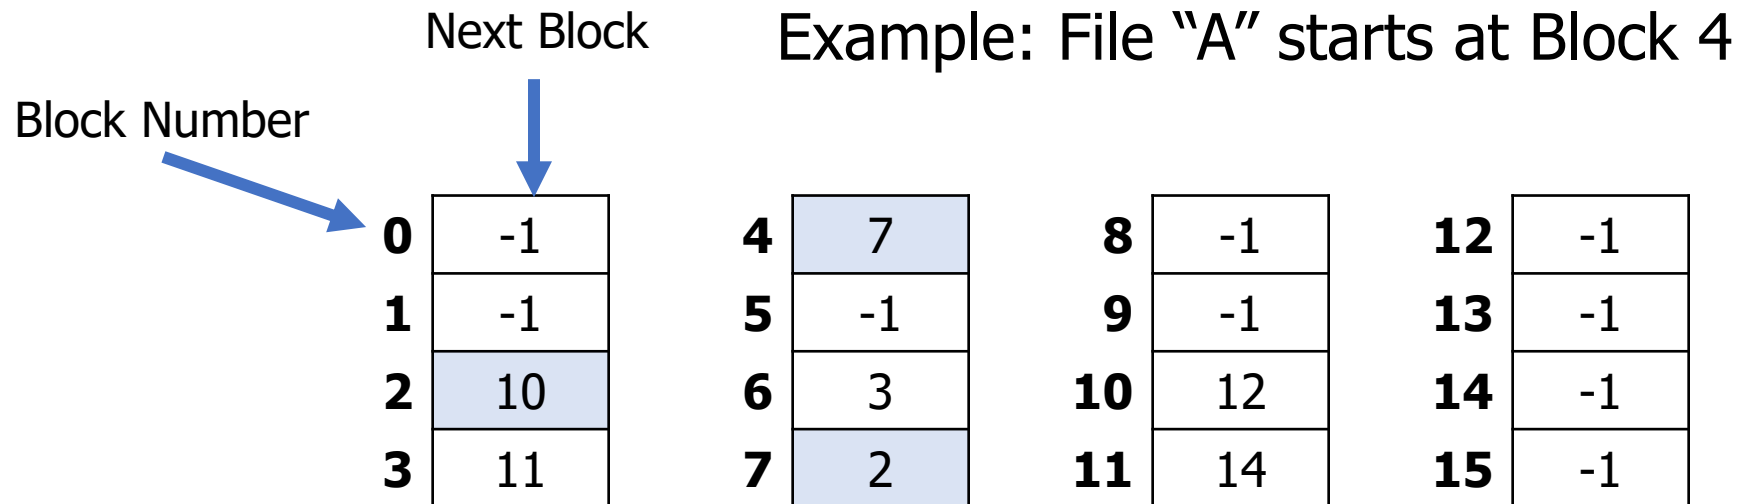 Next Block
Example: File “A” starts at Block 4
Block Number
0 -1 4 7 8 -1 12 -1
1 -1 5 -1 9 -1 13 -1
2 10 6 3 10 12 14 -1
3 11 7 2 11 14 15 -1